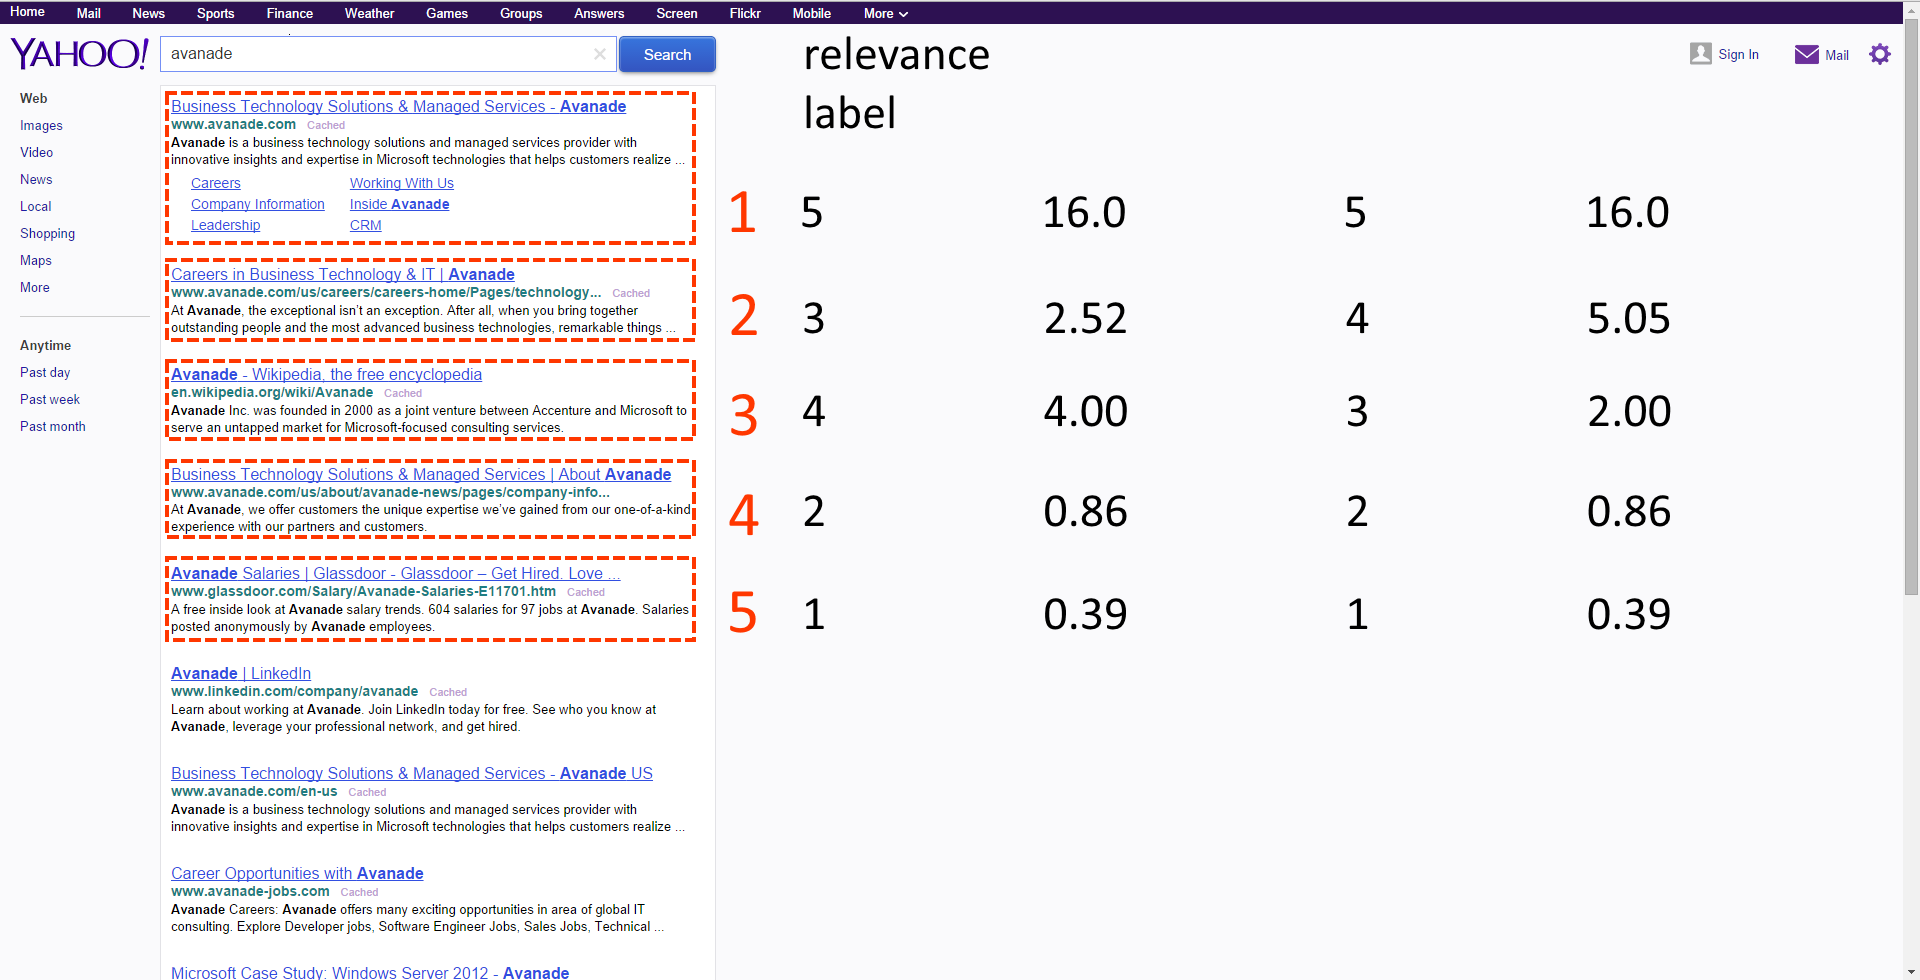 Home Mail News Sports Finance Weather Games Groups Answers Screen Flickr Mobile More
YAHOO! avanade Search
relevance
label
Sign In Mail
Web
Images
Video
News
Local
Shopping
Maps
More
Anytime
Past day
Past week
Past month
Business Technology Solutions & Managed Services - Avanade
www.avanade.com Cached
Avanade is a business technology solutions and managed services provider with
innovative insights and expertise in Microsoft technologies that helps customers realize ...
Careers Working With Us
Company Information Inside Avanade
Leadership CRM
1 5 16.0 5 16.0
Careers in Business Technology & IT | Avanade
www.avanade.com/us/careers/careers-home/Pages/technology... Cached
At Avanade, the exceptional isn't an exception. After all, when you bring together
outstanding people and the most advanced business technologies, remarkable things ...
2 3 2.52 4 5.05
Avanade - Wikipedia, the free encyclopedia
en.wikipedia.org/wiki/Avanade Cached
Avanade Inc. was founded in 2000 as a joint venture between Accenture and Microsoft to
serve an untapped market for Microsoft-focused consulting services.
3 4 4.00 3 2.00
Business Technology Solutions & Managed Services | About Avanade
www.avanade.com/us/about/avanade-news/pages/company-info...
At Avanade, we offer customers the unique expertise we've gained from our one-of-a-kind
experience with our partners and customers.
4 2 0.86 2 0.86
Avanade Salaries | Glassdoor - Glassdoor – Get Hired. Love ...
www.glassdoor.com/Salary/Avanade-Salaries-E11701.htm Cached
A free inside look at Avanade salary trends. 604 salaries for 97 jobs at Avanade. Salaries
posted anonymously by Avanade employees.
5 1 0.39 1 0.39
Avanade | LinkedIn
www.linkedin.com/company/avanade Cached
Learn about working at Avanade. Join LinkedIn today for free. See who you know at
Avanade, leverage your professional network, and get hired.
Business Technology Solutions & Managed Services - Avanade US
www.avanade.com/en-us Cached
Avanade is a business technology solutions and managed services provider with
innovative insights and expertise in Microsoft technologies that helps customers realize ...
Career Opportunities with Avanade
www.avanade-jobs.com Cached
Avanade Careers: Avanade offers many exciting opportunities in area of global IT
consulting. Explore Developer jobs, Software Engineer Jobs, Sales Jobs, Technical ...
Microsoft Case Study: Windows Server 2012 - Avanade